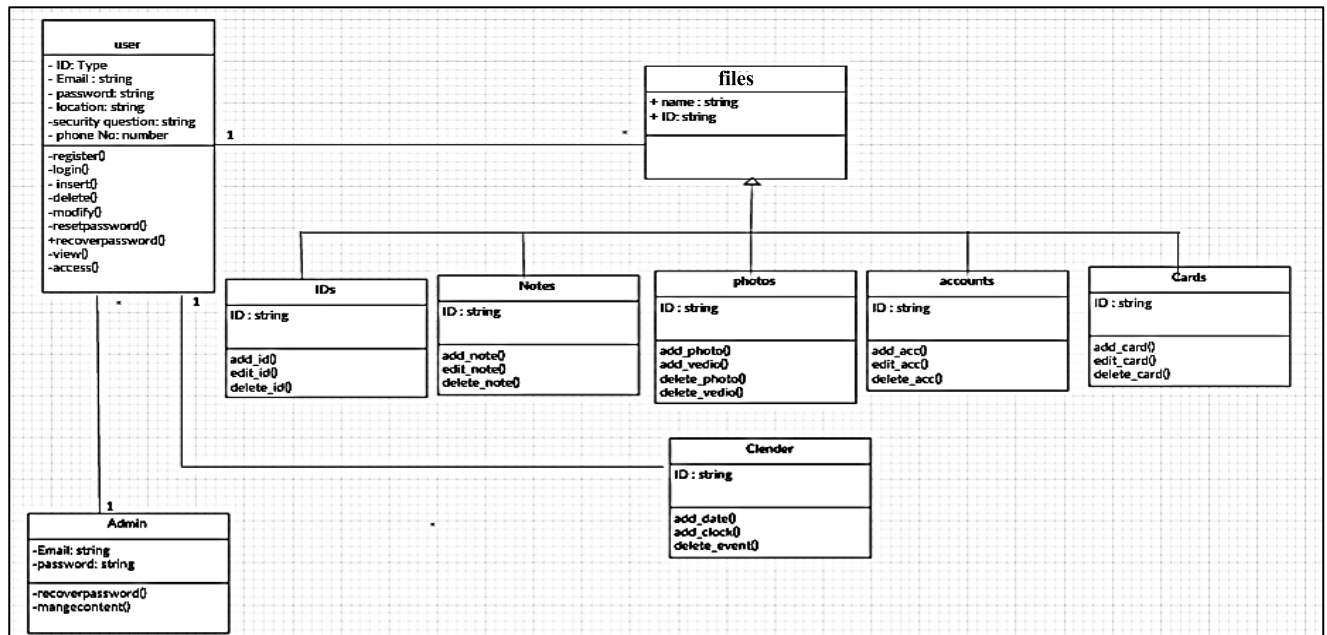 user
- ID: Type
- Email : string
- password: string
- location: string
-security question: string
- phone No: number
-register()
-login()
- insert()
-delete()
-modify()
-resetpassword()
+recoverpassword()
-view()
-access()
1
*
files
+ name : string
+ ID: string
IDs
ID : string
add_id()
edit_id()
delete_id()
Notes
ID : string
add_note()
edit_note()
delete_note()
photos
ID : string
add_photo()
add_vedio()
delete_photo()
delete_vedio()
accounts
ID : string
add_acc()
edit_acc()
delete_acc()
Cards
ID : string
add_card()
edit_card()
delete_card()
*
1
Clender
ID : string
add_date()
add_clock()
delete_event()
*
1
Admin
-Email: string
-password: string
-recoverpassword()
-mangecontent()